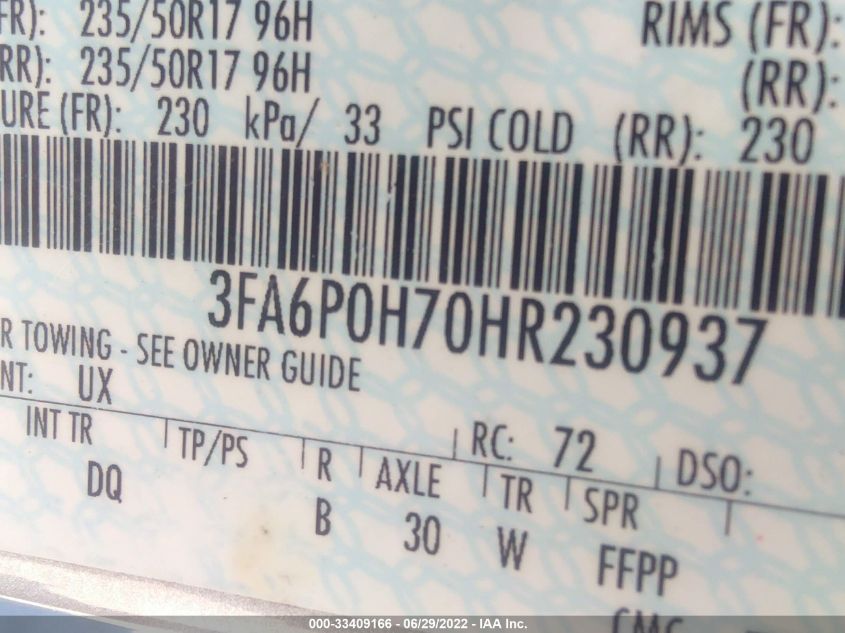 FR): 235/50R17 96H RIMS (FR):
RR): 235/50R17 96H (RR):
URE (FR): 230 kPa/ 33 PSI COLD (RR): 230
3FA6P0H70HR230937
R TOWING - SEE OWNER GUIDE
NT: UX RC: 72 DSO:
INT TR TP/PS R AXLE TR SPR
DQ B 30 W FFPP
000-33409166 - 06/29/2022 - IAA Inc.